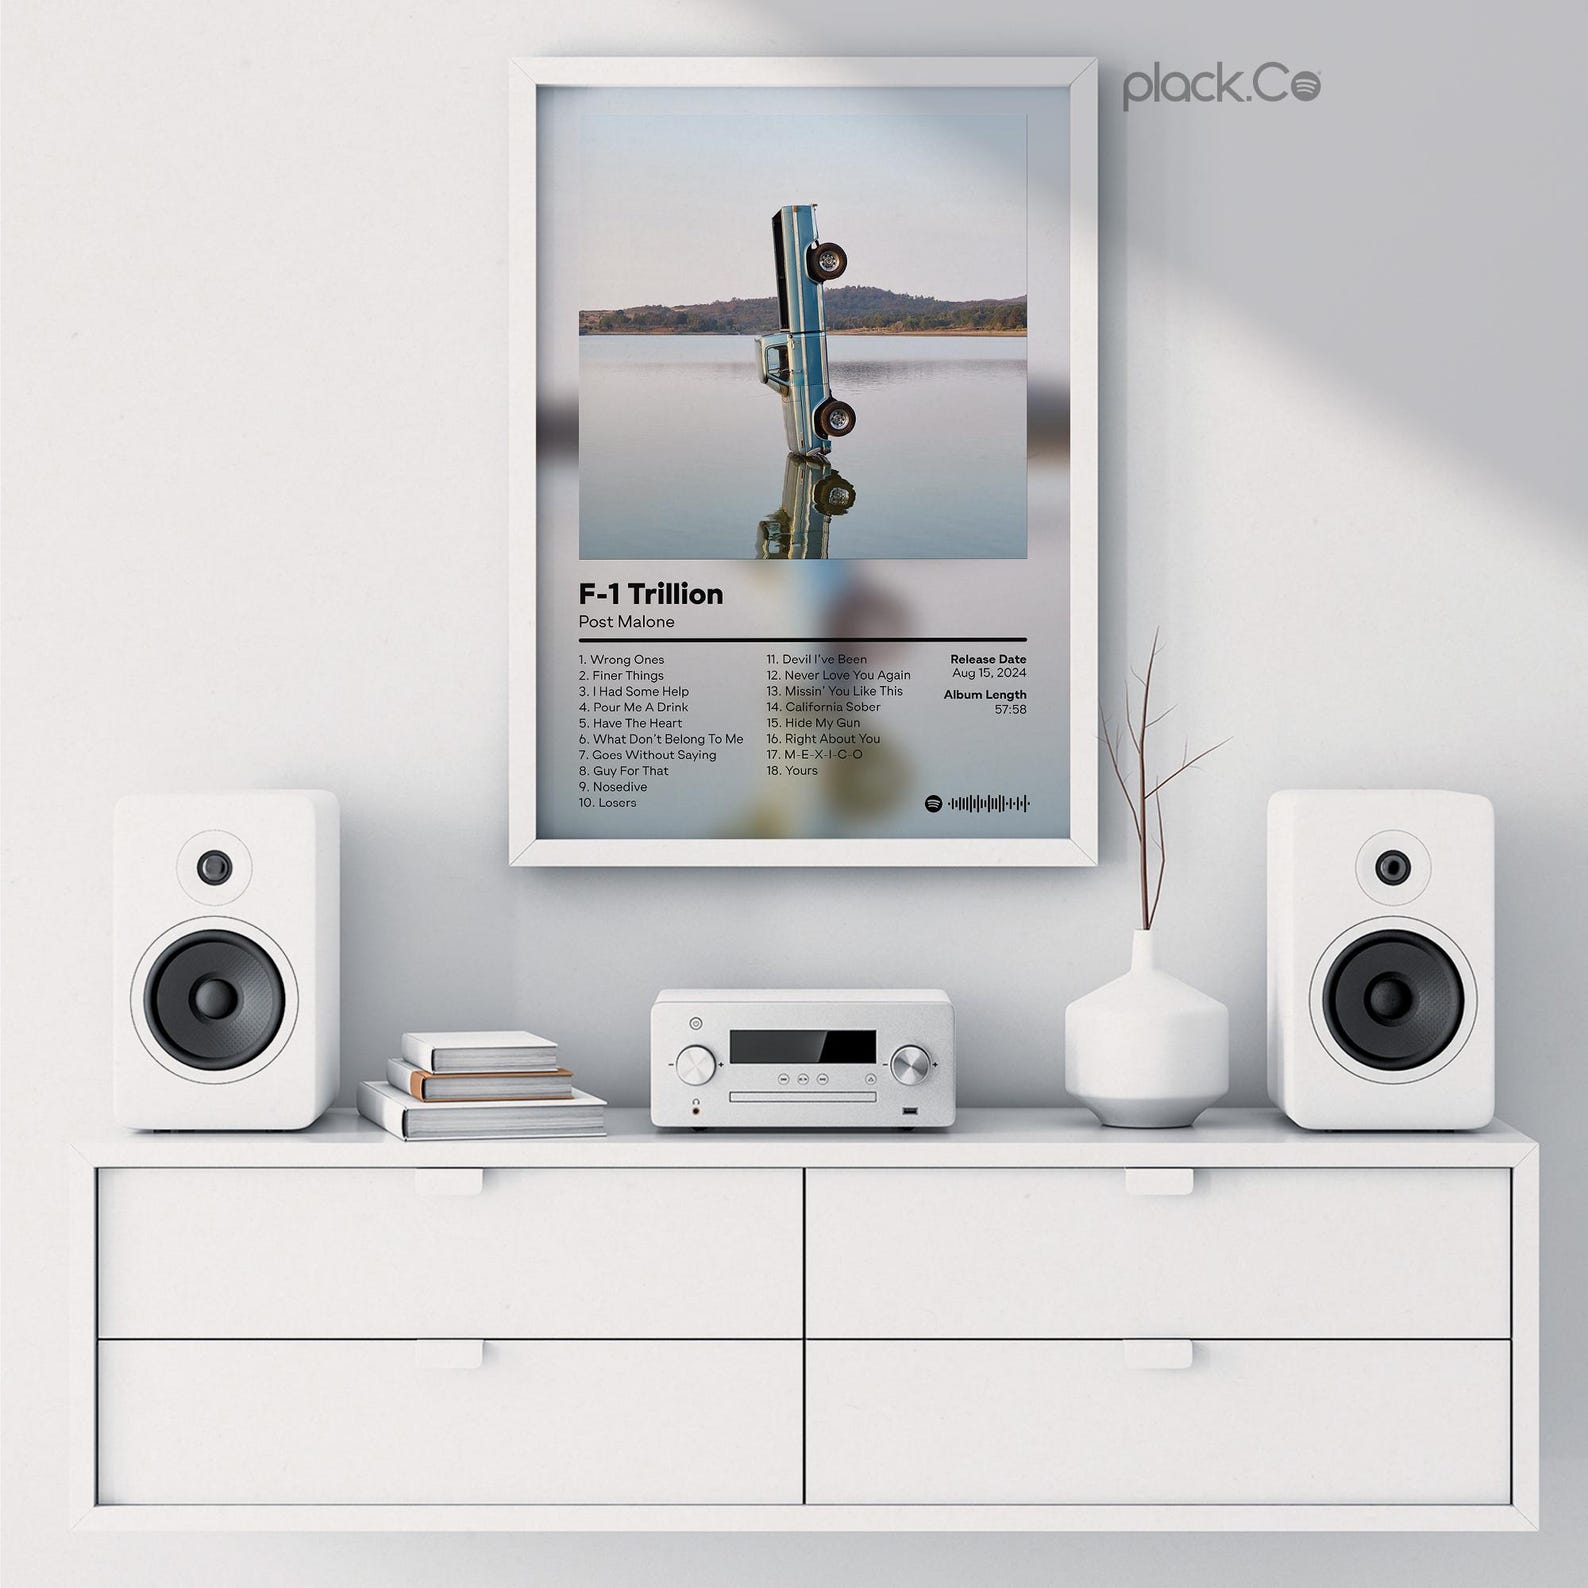 plack.Co
F-1 Trillion
Post Malone
1. Wrong Ones
2. Finer Things
3. I Had Some Help
4. Pour Me A Drink
5. Have The Heart
6. What Don't Belong To Me
7. Goes Without Saying
8. Guy For That
9. Nosedive
10. Losers
11. Devil I've Been
12. Never Love You Again
13. Missin' You Like This
14. California Sober
15. Hide My Gun
16. Right About You
17. M-E-X-I-C-O
18. Yours
Release Date
Aug 15, 2024
Album Length
57:58